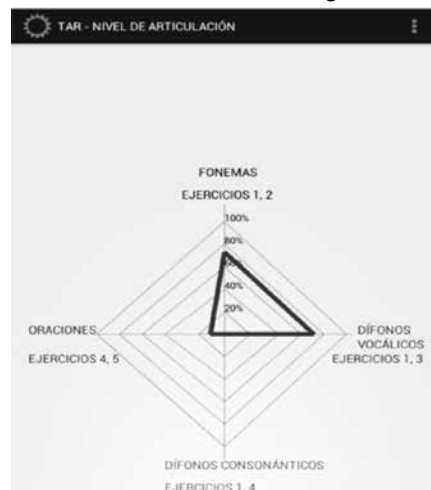 TAR - NIVEL DE ARTICULACIÓN
FONEMAS
EJERCICIOS 1, 2
100%
80%
40%
20%
ORACIONES
EJERCICIOS 4, 5
DÍFONOS
VOCÁLICOS
EJERCICIOS 1, 3
DÍFONOS CONSONÁNTICOS
EJERCICIOS 1, 4